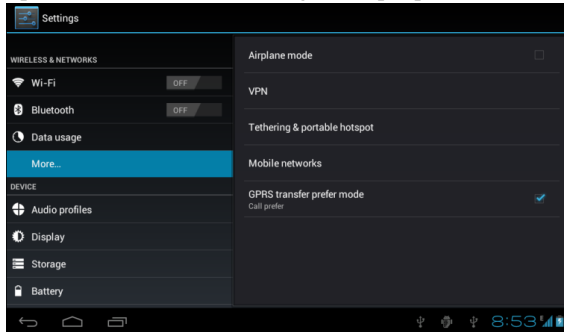 Settings
WIRELESS & NETWORKS
Wi-Fi OFF
Bluetooth OFF
Data usage
More...
DEVICE
Audio profiles
Display
Storage
Battery
Airplane mode
VPN
Tethering & portable hotspot
Mobile networks
GPRS transfer prefer mode
Call prefer
8:53